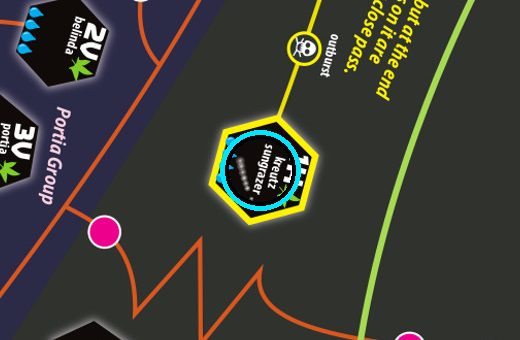 2U
belinda
3U
portia
Portia Group
outburst
but at the end
on it are
close pass.
kreutz
sungrazer